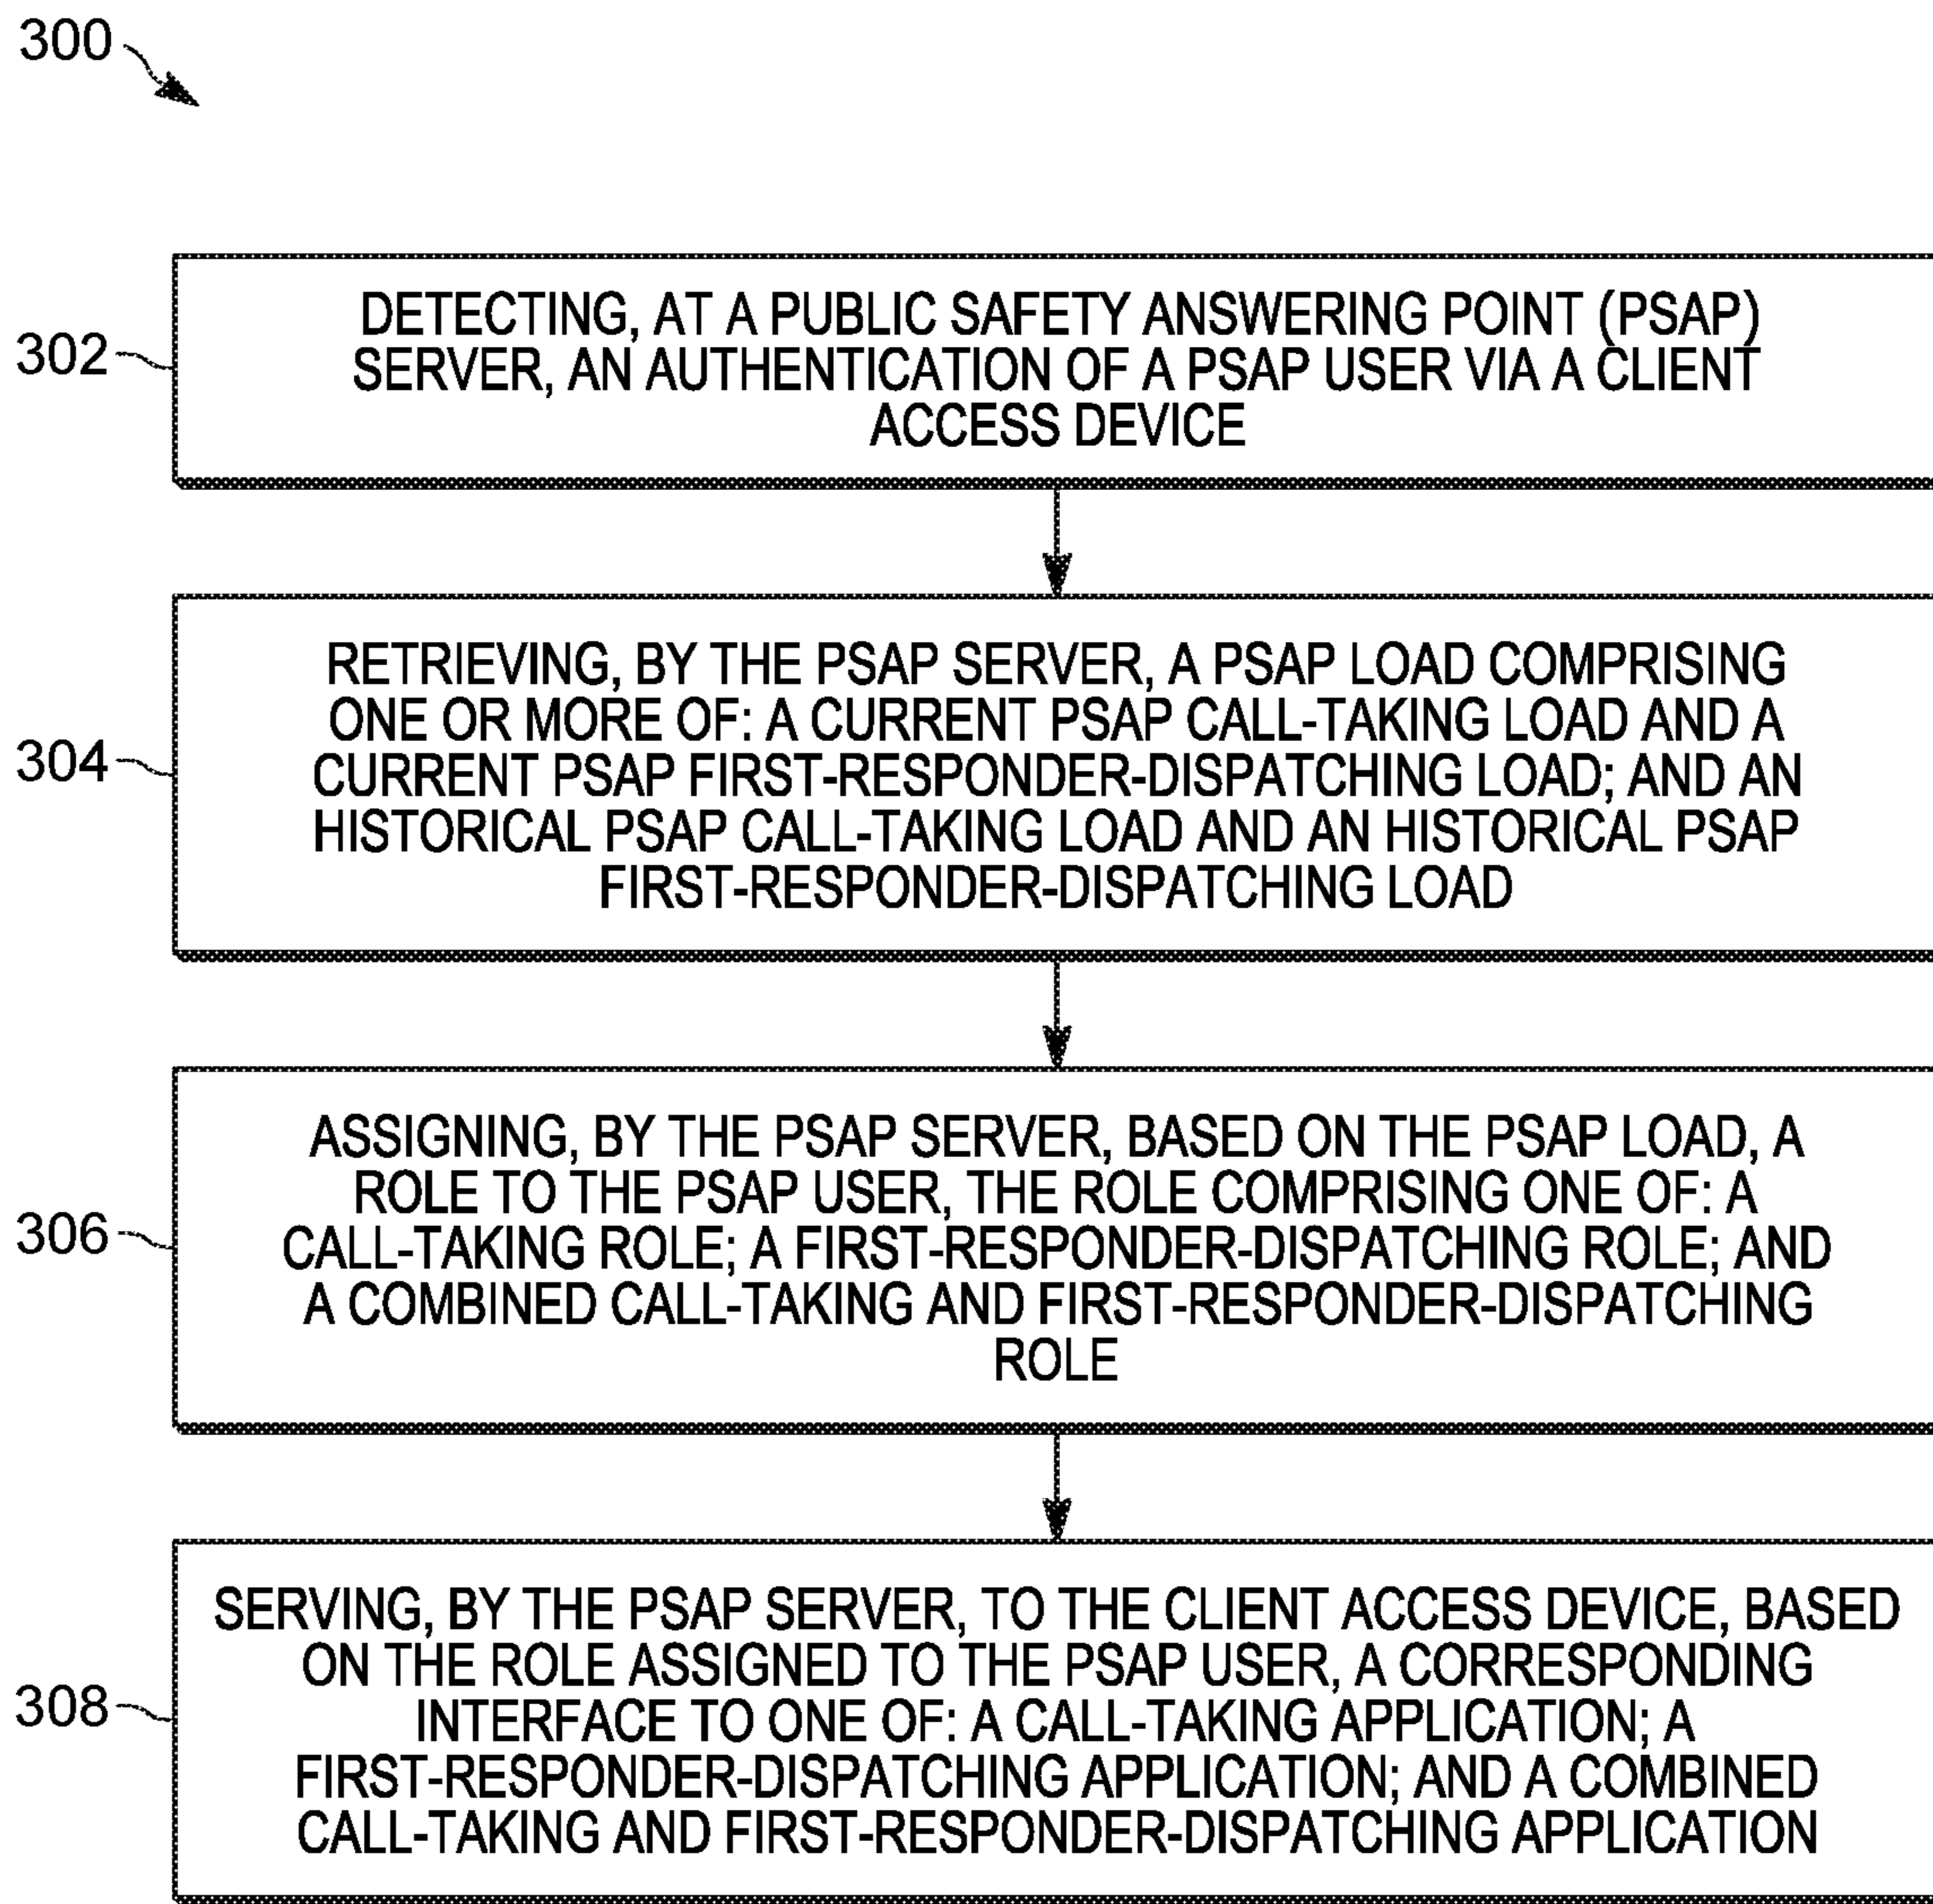 300
302
DETECTING, AT A PUBLIC SAFETY ANSWERING POINT (PSAP)
SERVER, AN AUTHENTICATION OF A PSAP USER VIA A CLIENT
ACCESS DEVICE
304
RETRIEVING, BY THE PSAP SERVER, A PSAP LOAD COMPRISING
ONE OR MORE OF: A CURRENT PSAP CALL-TAKING LOAD AND A
CURRENT PSAP FIRST-RESPONDER-DISPATCHING LOAD; AND AN
HISTORICAL PSAP CALL-TAKING LOAD AND AN HISTORICAL PSAP
FIRST-RESPONDER-DISPATCHING LOAD
306
ASSIGNING, BY THE PSAP SERVER, BASED ON THE PSAP LOAD, A
ROLE TO THE PSAP USER, THE ROLE COMPRISING ONE OF: A
CALL-TAKING ROLE; A FIRST-RESPONDER-DISPATCHING ROLE; AND
A COMBINED CALL-TAKING AND FIRST-RESPONDER-DISPATCHING
ROLE
308
SERVING, BY THE PSAP SERVER, TO THE CLIENT ACCESS DEVICE, BASED
ON THE ROLE ASSIGNED TO THE PSAP USER, A CORRESPONDING
INTERFACE TO ONE OF: A CALL-TAKING APPLICATION; A
FIRST-RESPONDER-DISPATCHING APPLICATION; AND A COMBINED
CALL-TAKING AND FIRST-RESPONDER-DISPATCHING APPLICATION